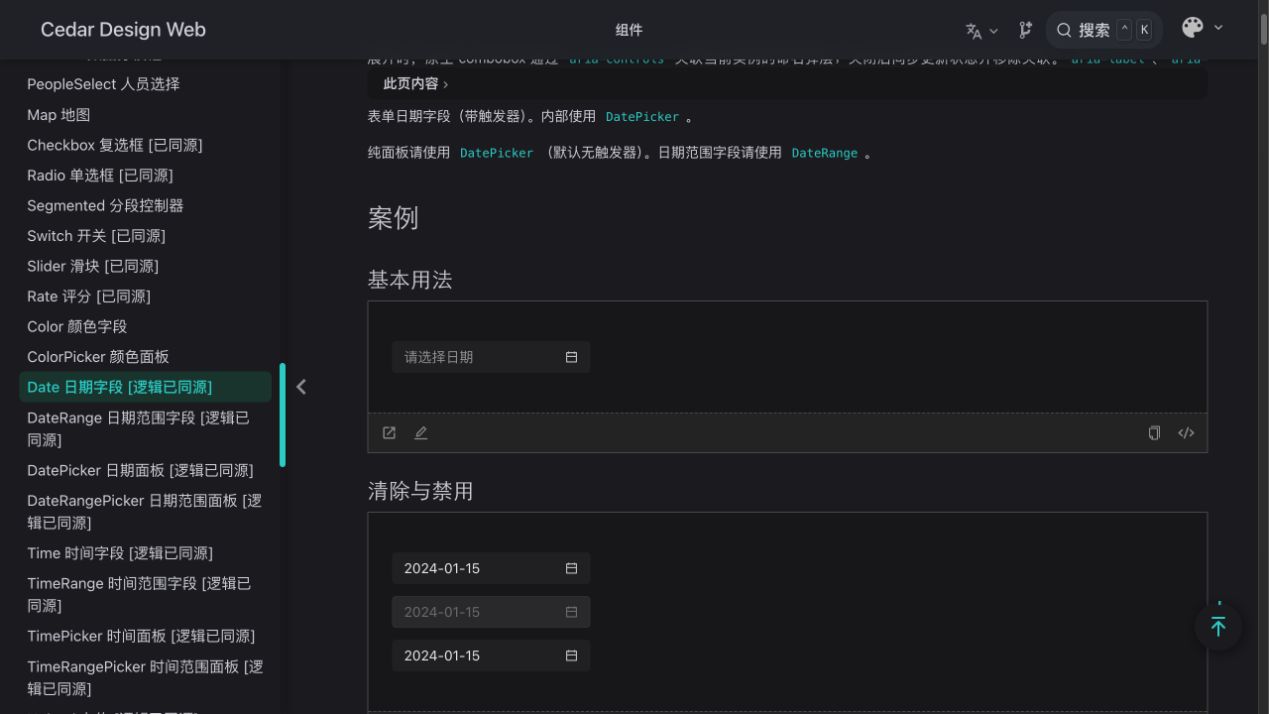 Cedar Design Web
组件
搜索
^
K
PeopleSelect 人员选择
Map 地图
Checkbox 复选框 [已同源]
Radio 单选框 [已同源]
Segmented 分段控制器
Switch 开关 [已同源]
Slider 滑块 [已同源]
Rate 评分 [已同源]
Color 颜色字段
ColorPicker 颜色面板
Date 日期字段 [逻辑已同源]
DateRange 日期范围字段 [逻辑已
同源]
DatePicker 日期面板 [逻辑已同源]
DateRangePicker 日期范围面板 [逻
辑已同源]
Time 时间字段 [逻辑已同源]
TimeRange 时间范围字段 [逻辑已
同源]
TimePicker 时间面板 [逻辑已同源]
TimeRangePicker 时间范围面板 [逻
辑已同源]
此页内容
表单日期字段（带触发器）。内部使用 DatePicker 。
纯面板请使用 DatePicker （默认无触发器）。日期范围字段请使用 DateRange 。
案例
基本用法
请选择日期
清除与禁用
2024-01-15
2024-01-15
2024-01-15